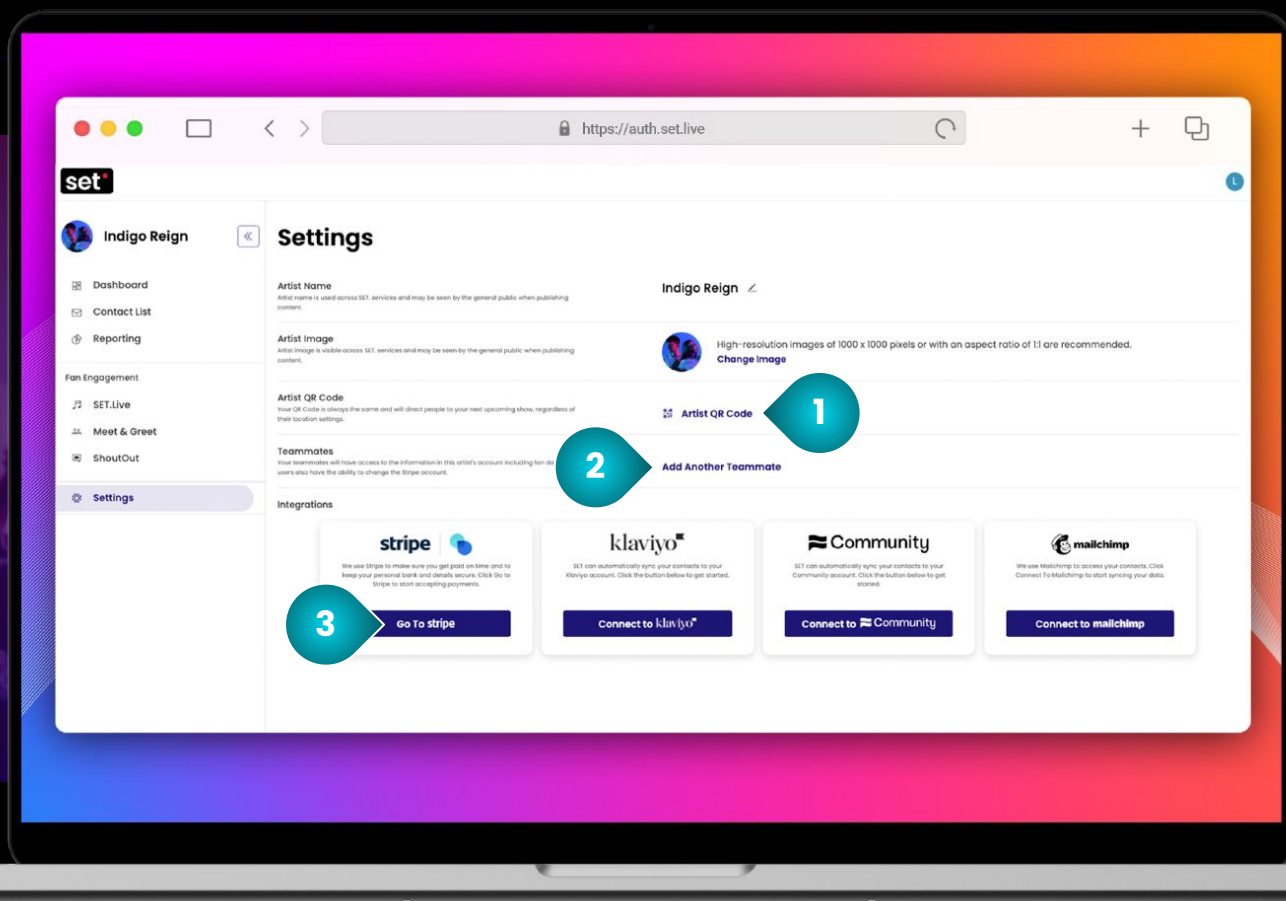 https://auth.set.live
set
L
Indigo Reign
Dashboard
Contact List
Reporting
Fan Engagement
SET.Live
Meet & Greet
ShoutOut
Settings
Settings
Artist Name
Artist name is used across SET. services and may be seen by the general public when publishing
content.
Indigo Reign
Artist Image
Artist image is visible across SET. services and may be seen by the general public when publishing
content.
High-resolution images of 1000 x 1000 pixels or with an aspect ratio of 1:1 are recommended.
Change Image
Artist QR Code
Your QR Code is always the same and will direct people to your next upcoming show, regardless of
their location settings.
Artist QR Code
1
Teammates
Your teammates will have access to the information in this artist's account including fan
users also have the ability to change the Stripe account.
2
Add Another Teammate
Integrations
stripe
We use Stripe to make sure you get paid on time and to
keep your personal bank and details secure. Click Go to
Stripe to start accepting payments.
3
Go To stripe
klaviyo
SET can automatically sync your contacts to your
Klaviyo account. Click the button below to get started.
Connect to klaviyo
Community
SET can automatically sync your contacts to your
Community account. Click the button below to get
started.
Connect to Community
mailchimp
We use Mailchimp to access your contacts. Click
Connect To Mailchimp to start syncing your data.
Connect to mailchimp